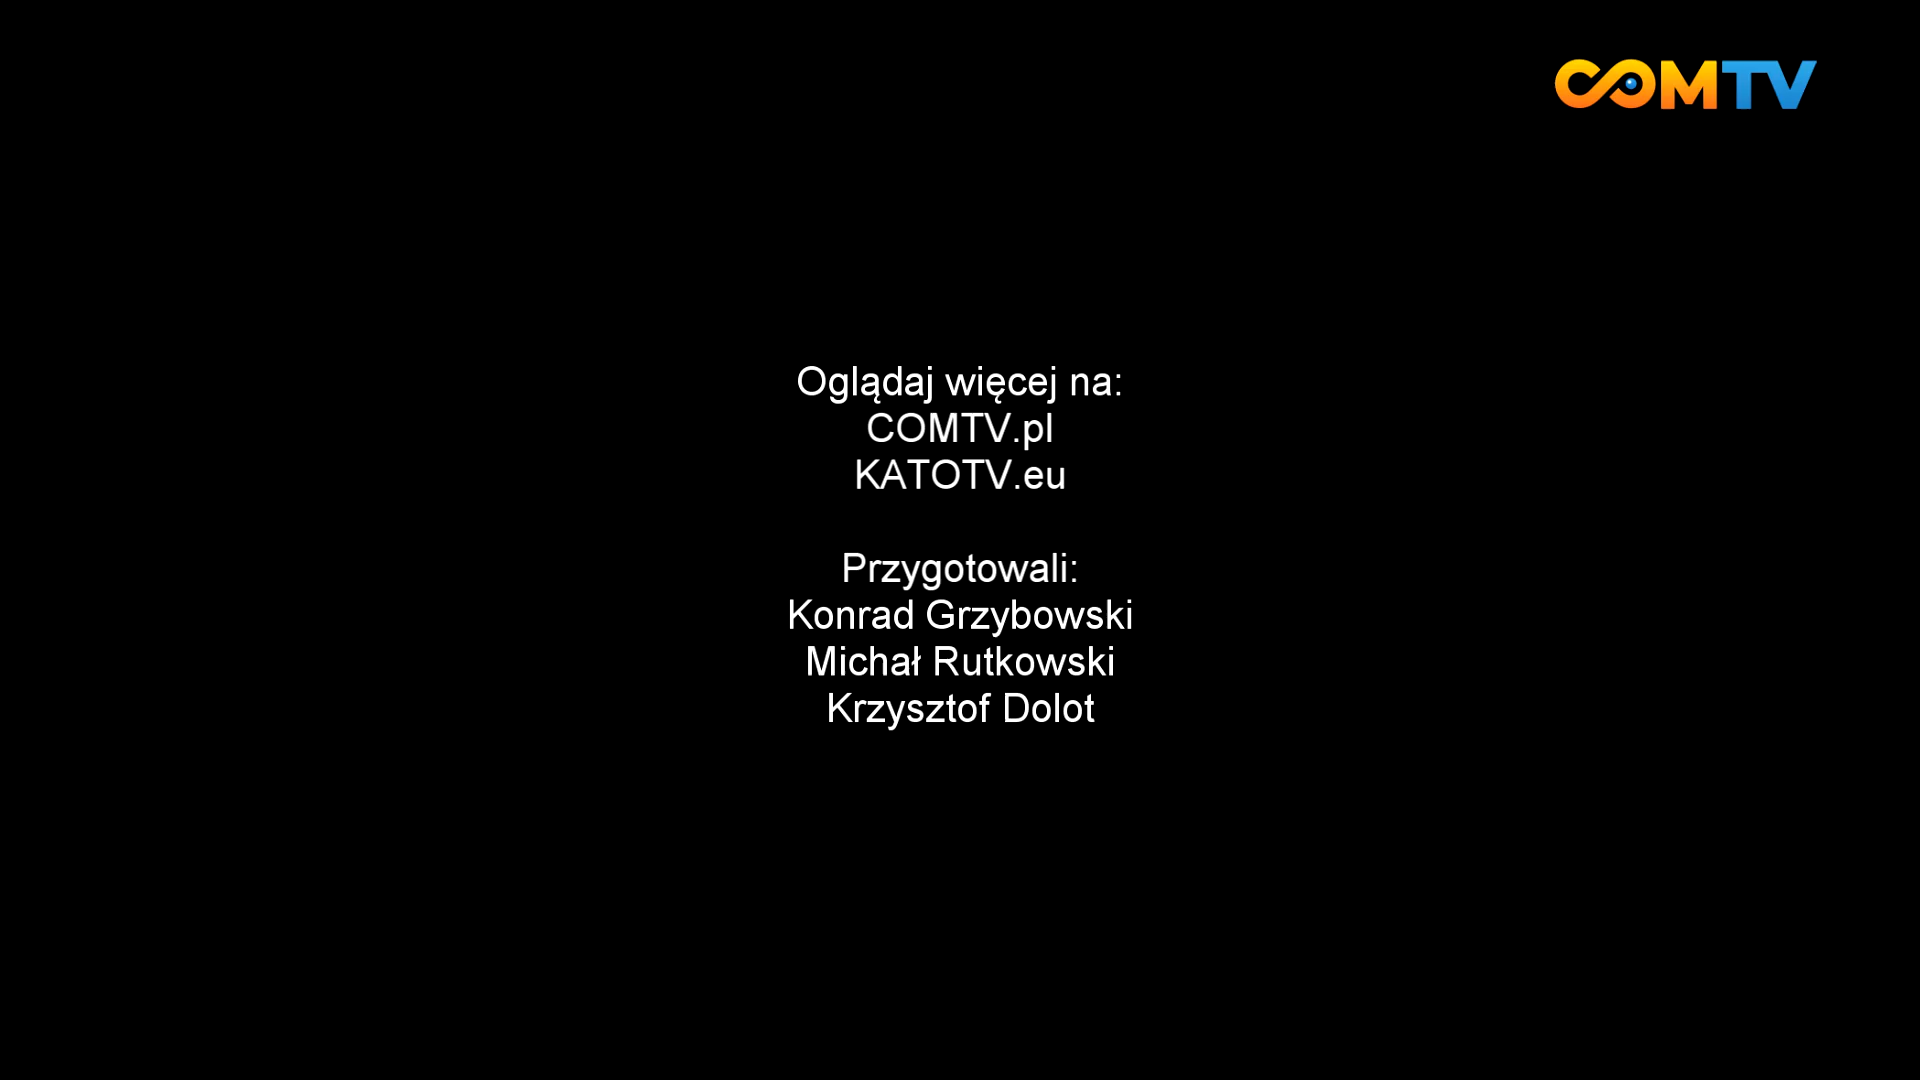 COMTV
Oglądaj więcej na:
COMTV.pl
KATOTV.eu
Przygotowali:
Konrad Grzybowski
Michał Rutkowski
Krzysztof Dolot